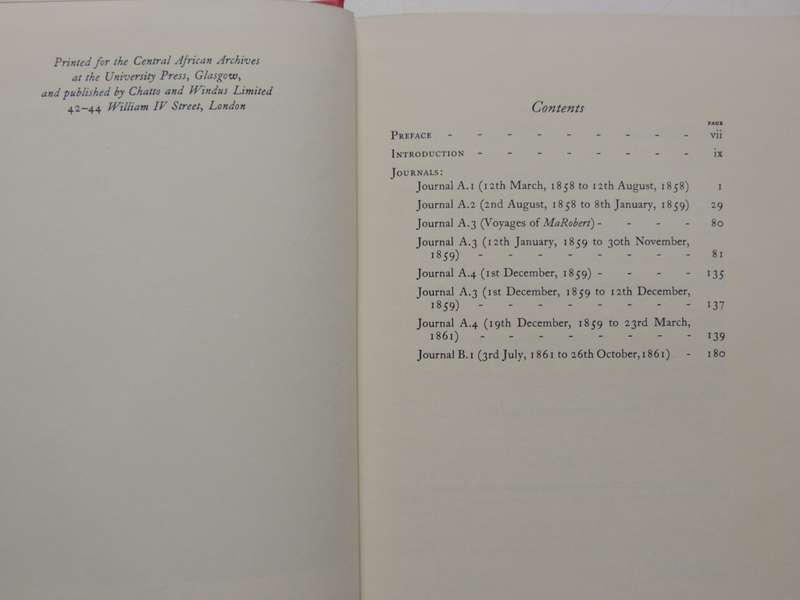 Printed for the Central African Archives
at the University Press, Glasgow,
and published by Chatto and Windus Limited
42–44 William IV Street, London
Contents
PAGE
PREFACE - - - - - - - - - vii
INTRODUCTION - - - - - - - - ix
JOURNALS:
Journal A.1 (12th March, 1858 to 12th August, 1858) 1
Journal A.2 (2nd August, 1858 to 8th January, 1859) 29
Journal A.3 (Voyages of MaRobert) - - - - 80
Journal A.3 (12th January, 1859 to 30th November,
1859) - - - - - - - - 81
Journal A.4 (1st December, 1859) - - - - 135
Journal A.3 (1st December, 1859 to 12th December,
1859) - - - - - - - - 137
Journal A.4 (19th December, 1859 to 23rd March,
1861) - - - - - - - - 139
Journal B.1 (3rd July, 1861 to 26th October, 1861) - 180